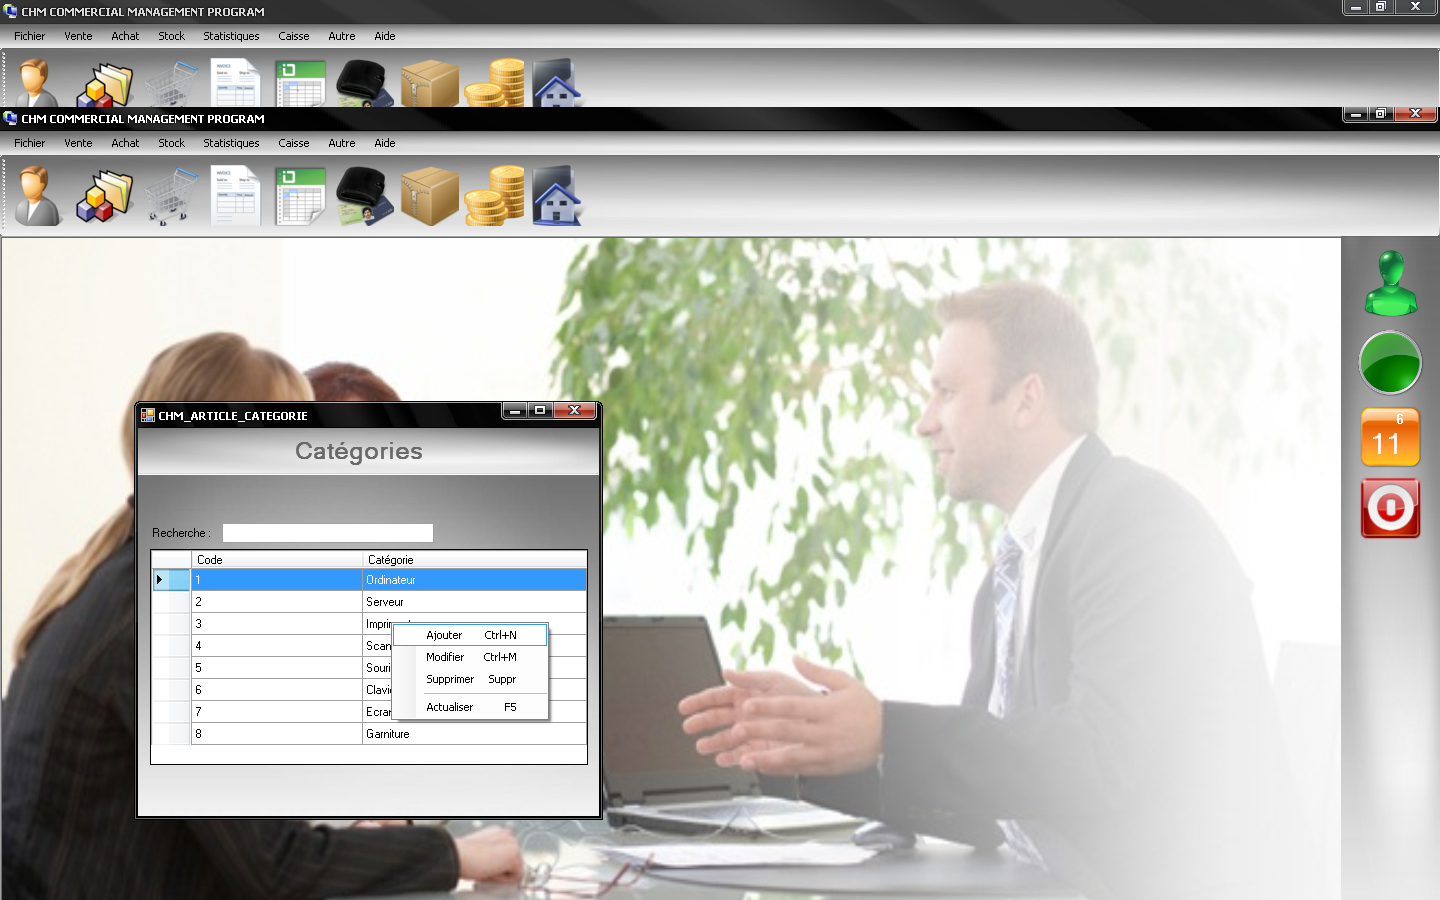 CHM COMMERCIAL MANAGEMENT PROGRAM
Fichier Vente Achat Stock Statistiques Caisse Autre Aide
INVOICE
CHM COMMERCIAL MANAGEMENT PROGRAM
Fichier Vente Achat Stock Statistiques Caisse Autre Aide
INVOICE
6
11
CHM_ARTICLE_CATEGORIE
Catégories
Recherche :
Code Catégorie
1 Ordinateur
2 Serveur
3
4
5
6
7
8 Garniture
Ajouter Ctrl+N
Modifier Ctrl+M
Supprimer Suppr
Actualiser F5